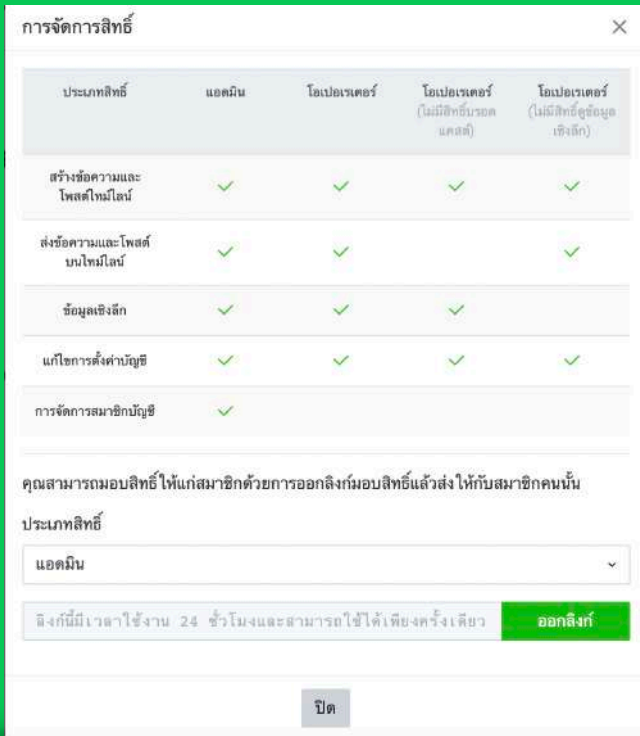 การจัดการสิทธิ์ ×
ประเภทสิทธิ์ แอดมิน โอเปอเรเตอร์ โอเปอเรเตอร์ โอเปอเรเตอร์
(ไม่มีสิทธิ์บรอด (ไม่มีสิทธิ์ดูข้อมูล
แคสต์) เชิงลึก)
สร้างข้อความและ
โพสต์ไทม์ไลน์ ✓ ✓ ✓ ✓
ส่งข้อความและโพสต์
บนไทม์ไลน์ ✓ ✓ ✓
ข้อมูลเชิงลึก ✓ ✓ ✓
แก้ไขการตั้งค่าบัญชี ✓ ✓ ✓ ✓
การจัดการสมาชิกบัญชี ✓
คุณสามารถมอบสิทธิ์ให้แก่สมาชิกด้วยการออกลิงก์มอบสิทธิ์แล้วส่งให้กับสมาชิกคนนั้น
ประเภทสิทธิ์
แอดมิน
ลิงก์นี้มีเวลาใช้งาน 24 ชั่วโมงและสามารถใช้ได้เพียงครั้งเดียว ออกลิงก์
ปิด